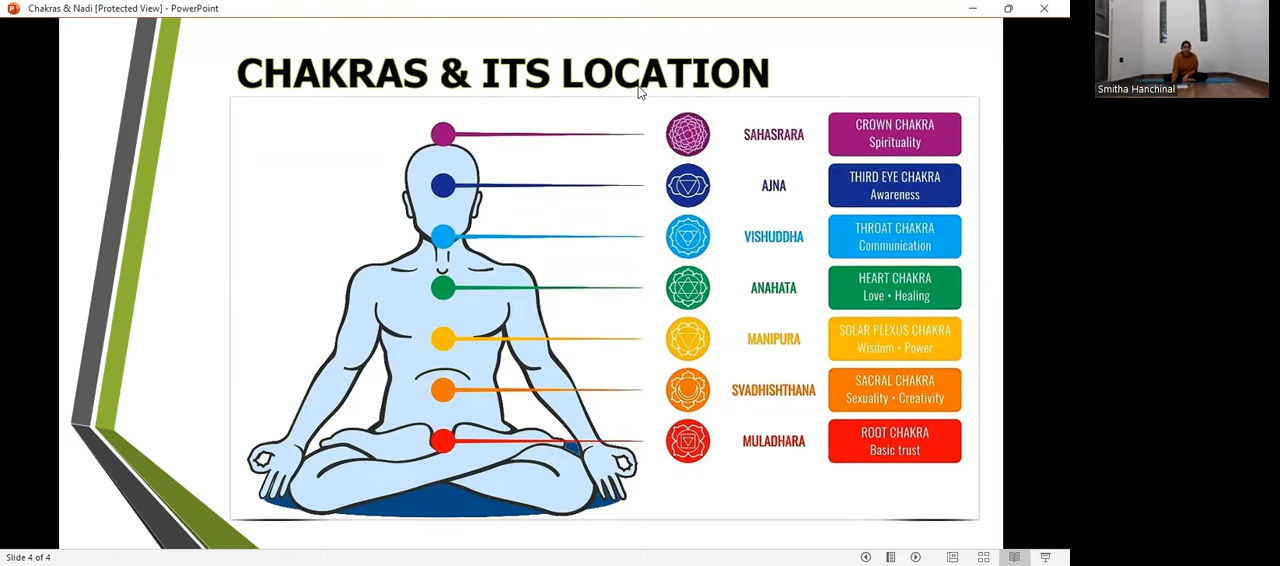 Chakras & Nadi [Protected View] - PowerPoint
Smitha Hanchinal
CHAKRAS & ITS LOCATION
SAHASRARA
CROWN CHAKRA
Spirituality
AJNA
THIRD EYE CHAKRA
Awareness
VISHUDDHA
THROAT CHAKRA
Communication
ANAHATA
HEART CHAKRA
Love • Healing
MANIPURA
SOLAR PLEXUS CHAKRA
Wisdom • Power
SVADHISHTHANA
SACRAL CHAKRA
Sexuality • Creativity
MULADHARA
ROOT CHAKRA
Basic trust
Slide 4 of 4